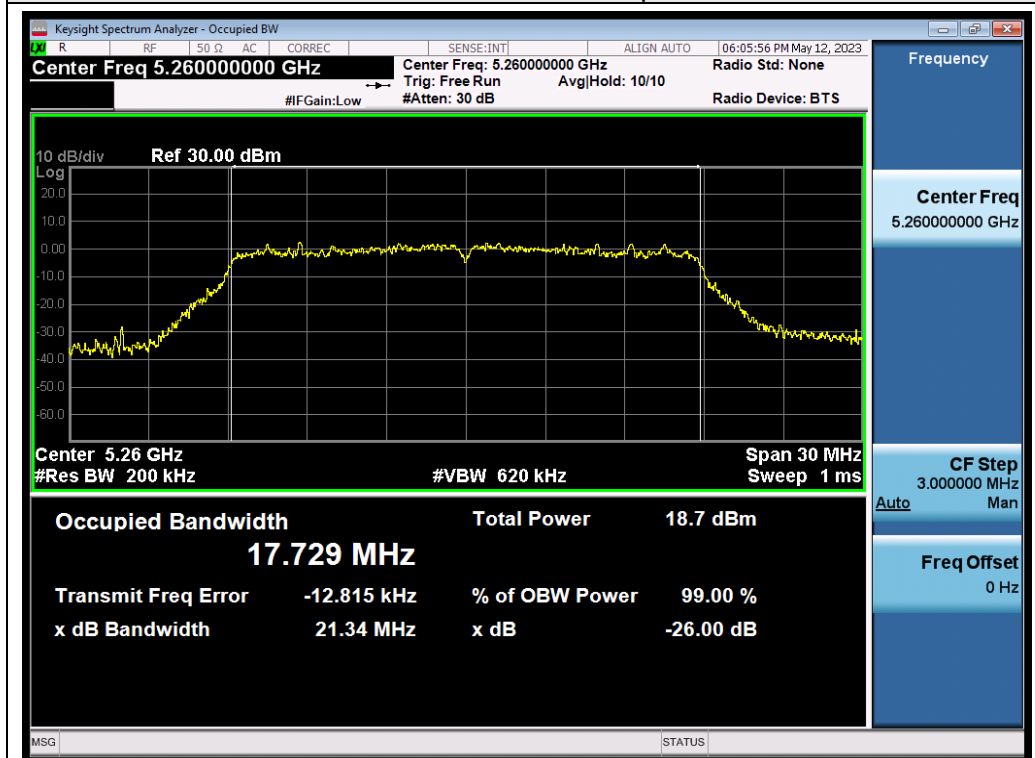 Keysight Spectrum Analyzer - Occupied BW
LXI R RF 50 Ω AC CORREC SENSE:INT ALIGN AUTO 06:05:56 PM May 12, 2023
Center Freq 5.260000000 GHz
Center Freq: 5.260000000 GHz Radio Std: None
Trig: Free Run Avg|Hold: 10/10
#IFGain:Low #Atten: 30 dB Radio Device: BTS
10 dB/div Ref 30.00 dBm
Log
20.0
10.0
0.00
-10.0
-20.0
-30.0
-40.0
-50.0
-60.0
Center 5.26 GHz Span 30 MHz
#Res BW 200 kHz #VBW 620 kHz Sweep 1 ms
Occupied Bandwidth Total Power 18.7 dBm
17.729 MHz
Transmit Freq Error -12.815 kHz % of OBW Power 99.00 %
x dB Bandwidth 21.34 MHz x dB -26.00 dB
Frequency
Center Freq
5.260000000 GHz
CF Step
3.000000 MHz
Auto Man
Freq Offset
0 Hz
MSG STATUS